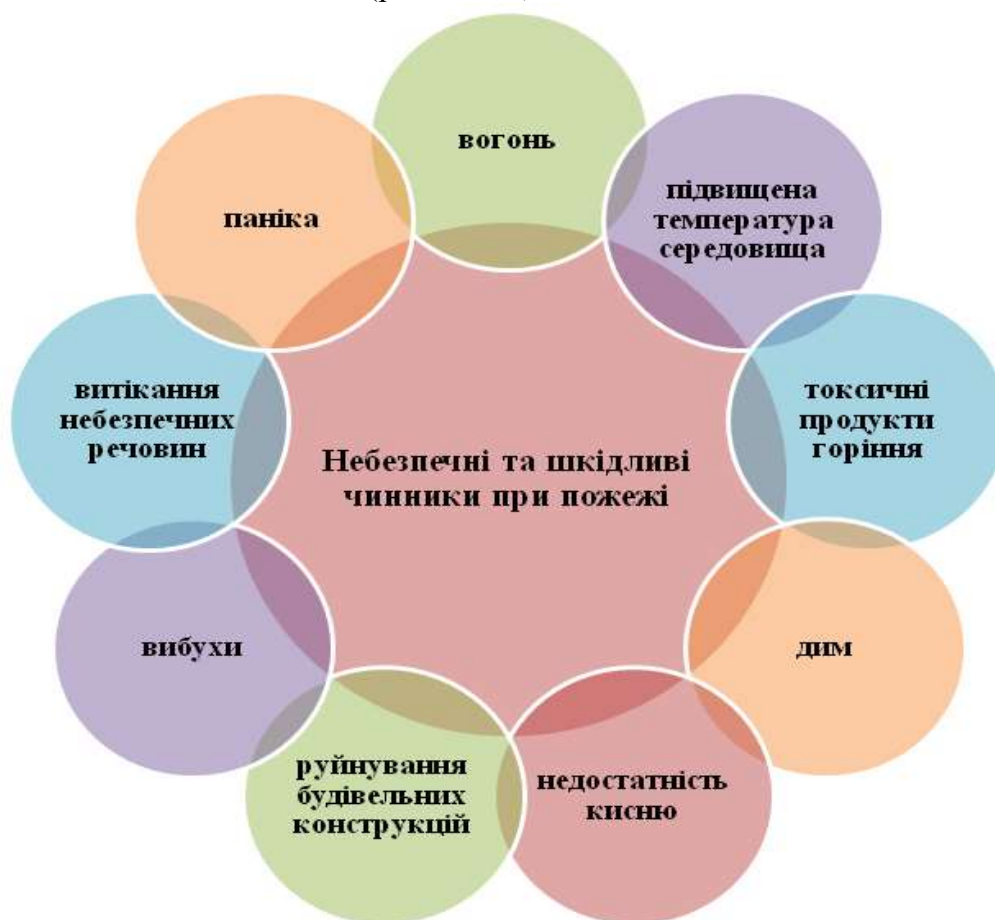 вогонь
підвищена
температура
середовища
токсичні
продукти
горіння
дим
недостатність
кисню
руйнування
будівельних
конструкцій
вибухи
витікання
небезпечних
речовин
паніка
Небезпечні та шкідливі
чинники при пожежі